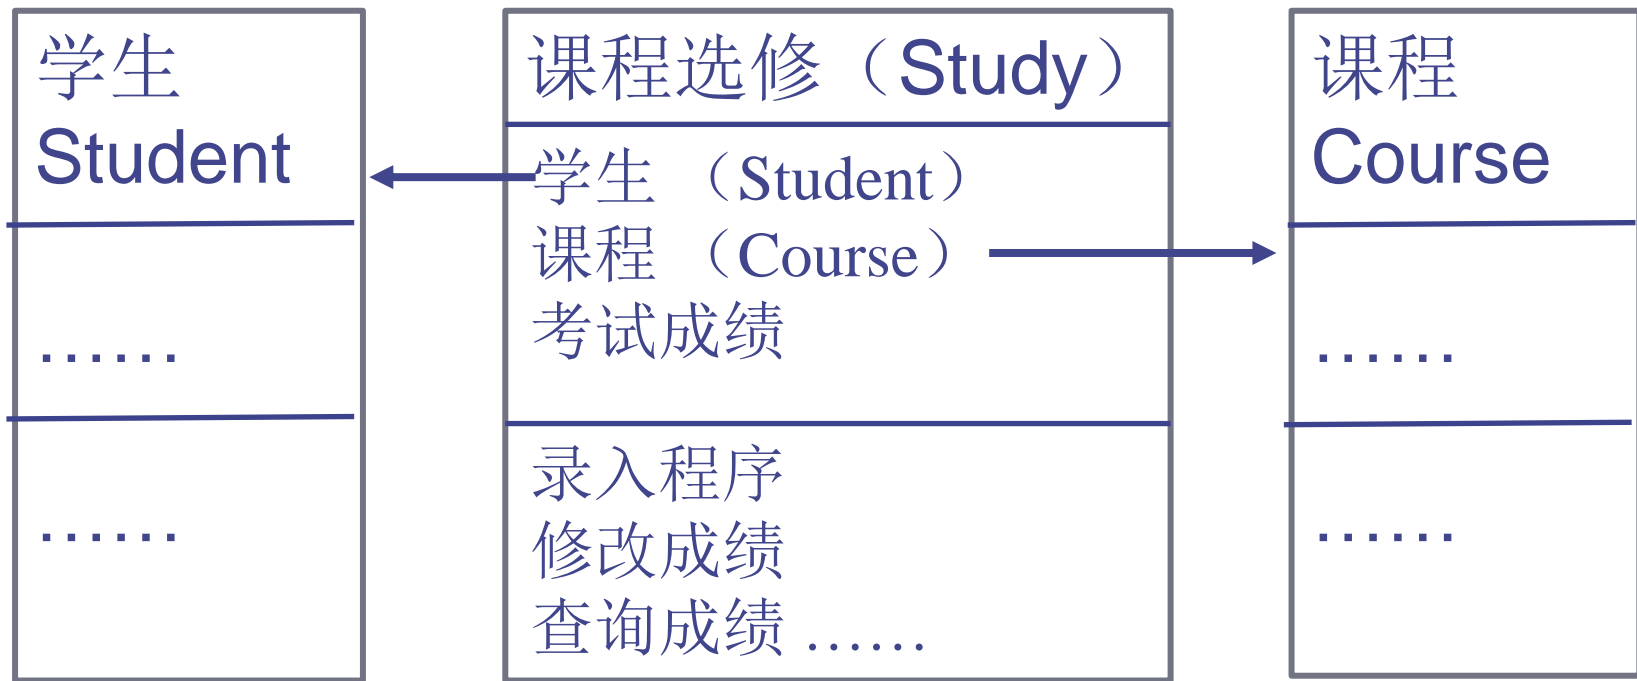 学生
Student
……
……
课程选修（Study）
学生 （Student）
课程 （Course）
考试成绩
录入程序
修改成绩
查询成绩 ……
课程
Course
……
……